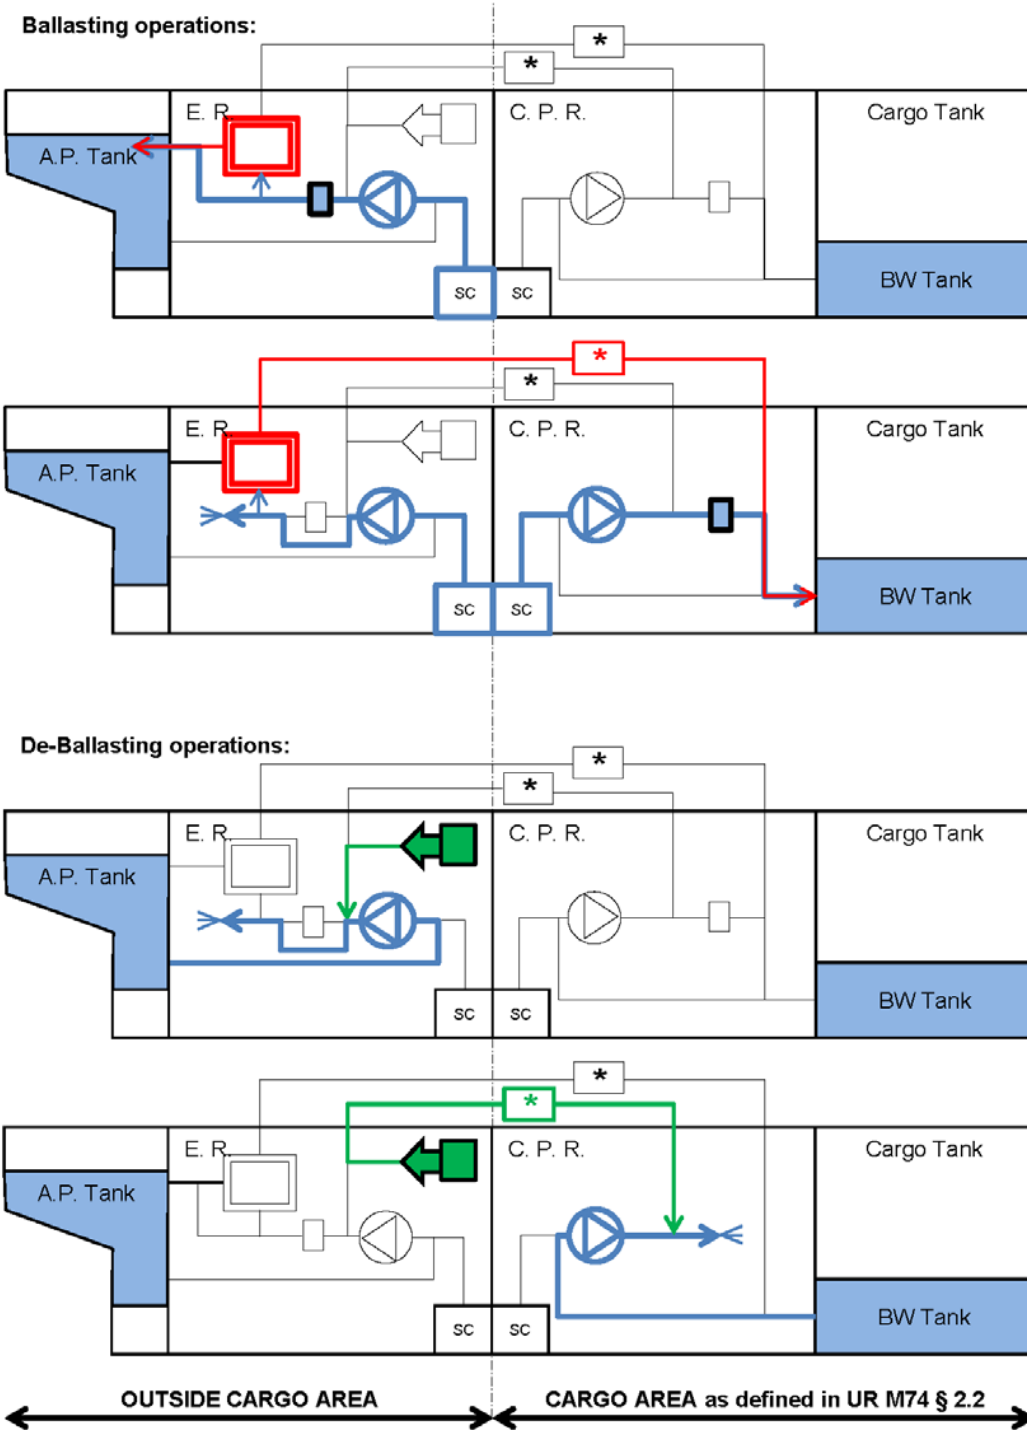 Ballasting operations:
*
*
E. R.
C. P. R.
Cargo Tank
A.P. Tank
BW Tank
SC
SC
*
*
E. R.
C. P. R.
Cargo Tank
A.P. Tank
BW Tank
SC
SC
De-Ballasting operations:
*
*
E. R.
C. P. R.
Cargo Tank
A.P. Tank
BW Tank
SC
SC
*
*
E. R.
C. P. R.
Cargo Tank
A.P. Tank
BW Tank
SC
SC
OUTSIDE CARGO AREA
CARGO AREA as defined in UR M74 § 2.2